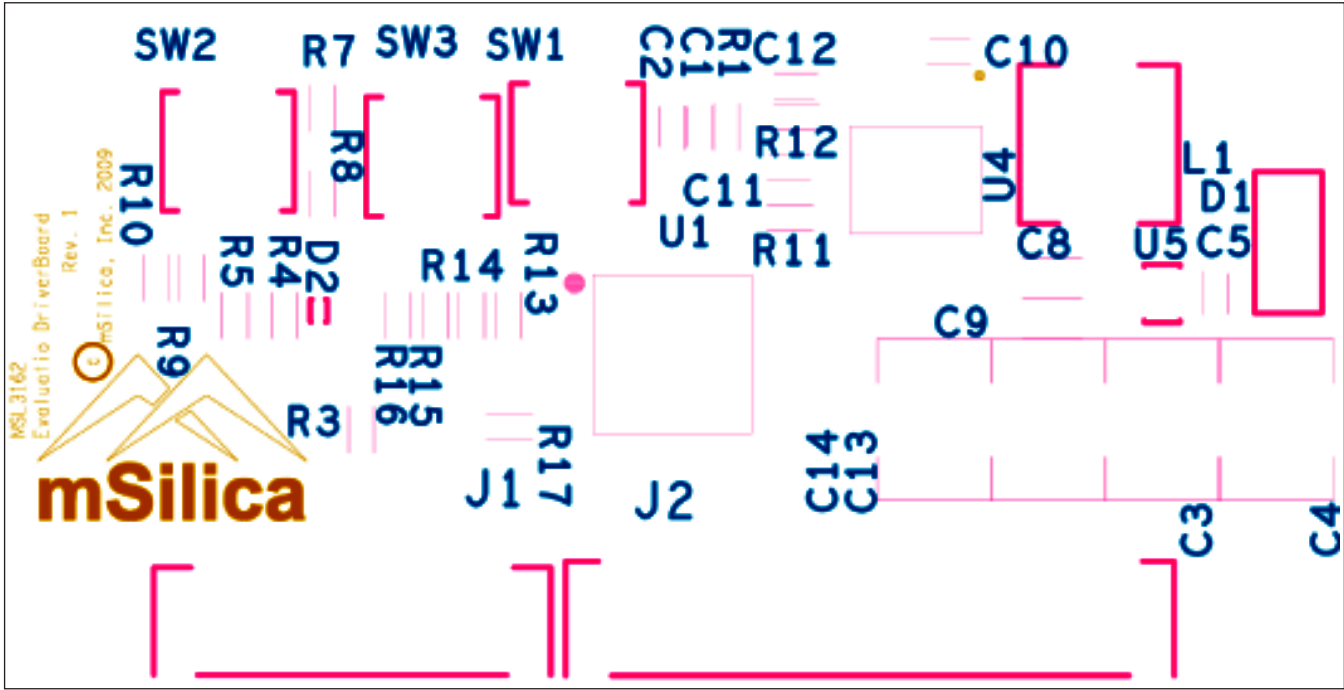 SW2
R7
SW3
SW1
C2
C1
R1
C12
C10
R8
R12
U4
L1
R10
C11
D1
U1
R11
C8
U5
C5
R5
R4
D2
R14
R13
C9
R9
R16
R15
R3
R17
C14
C13
J1
J2
C3
C4
MSL3162
Evaluatio DriverBoard
Rev. 1
c mSilica, Inc. 2009
mSilica